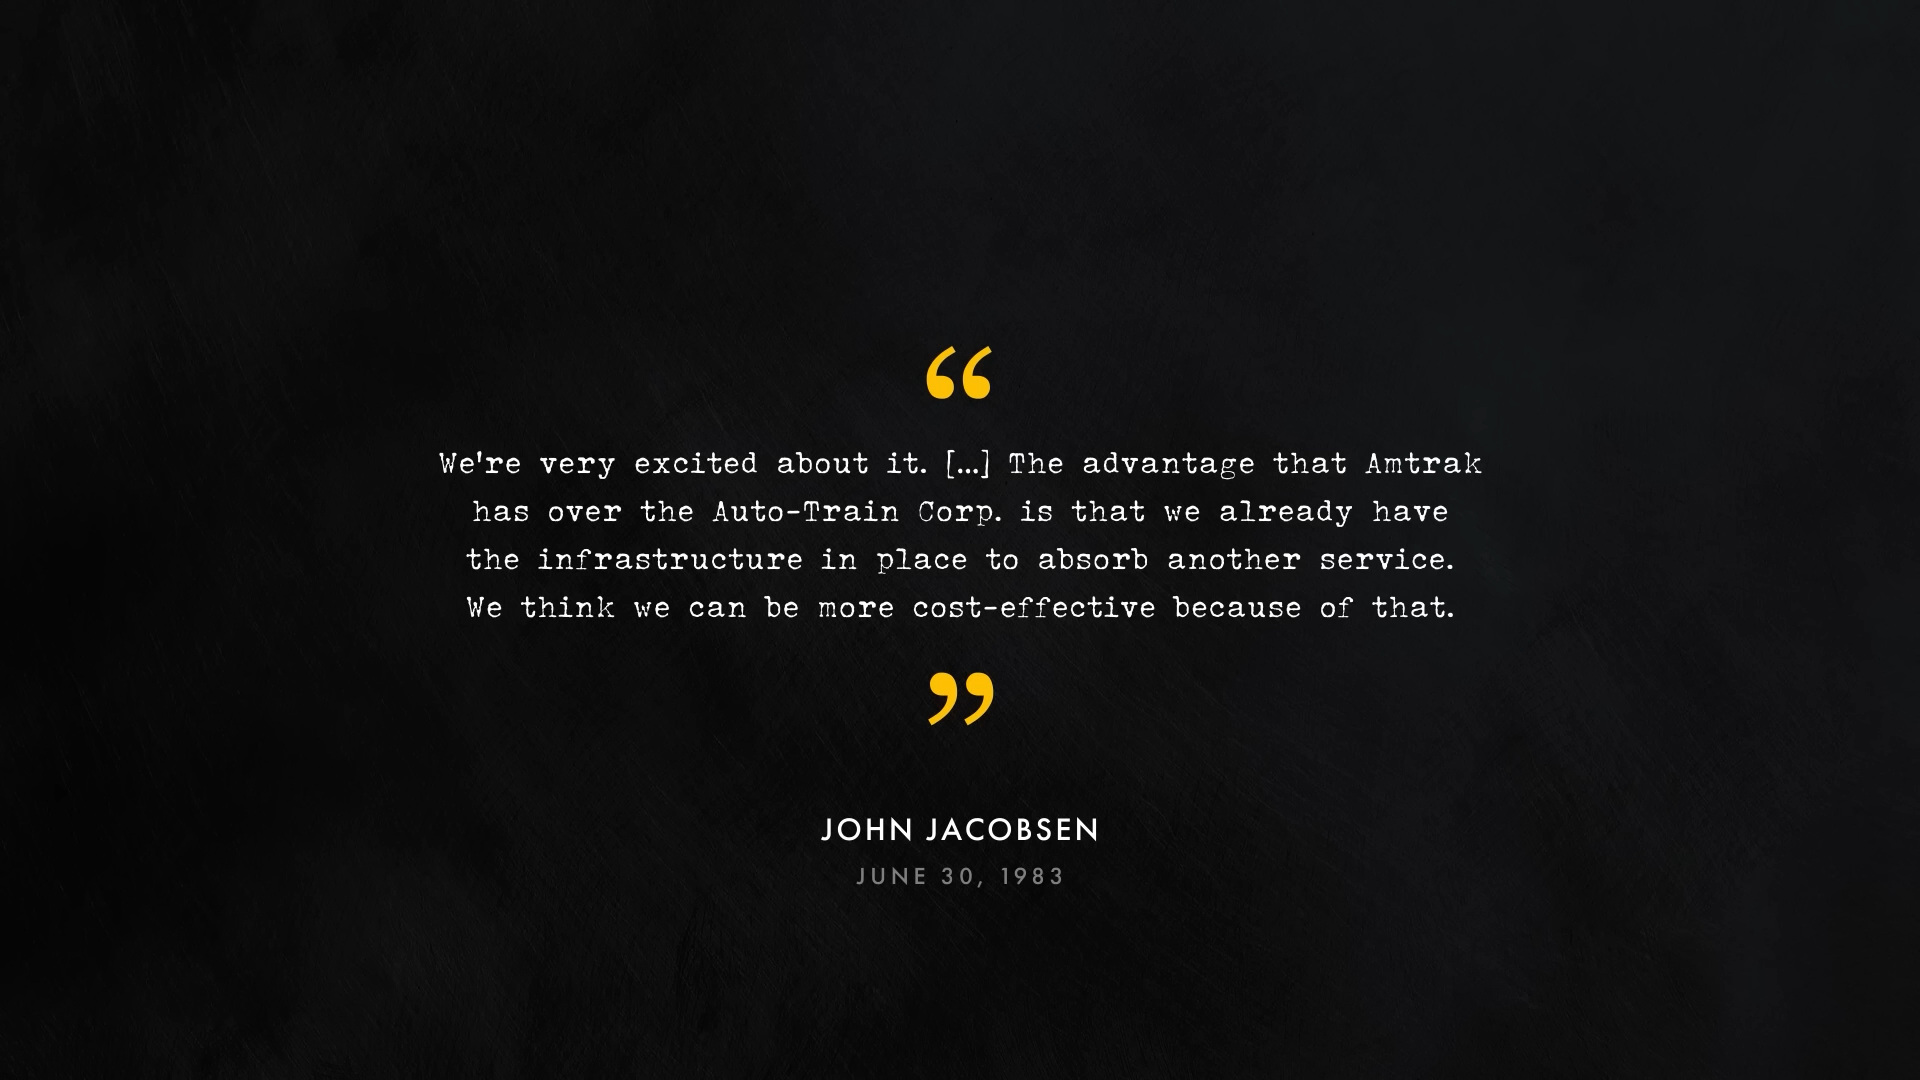 “
We're very excited about it. [...] The advantage that Amtrak
has over the Auto-Train Corp. is that we already have
the infrastructure in place to absorb another service.
We think we can be more cost-effective because of that.
”
JOHN JACOBSEN
JUNE 30, 1983